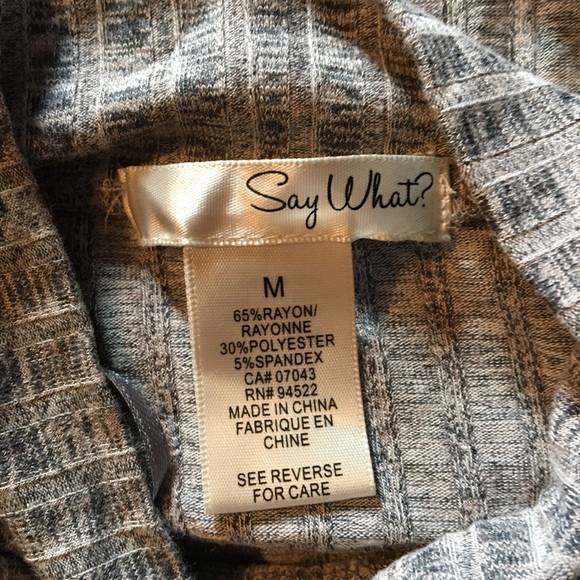 Say What?
M
65%RAYON/
RAYONNE
30%POLYESTER
5%SPANDEX
CA# 07043
RN# 94522
MADE IN CHINA
FABRIQUE EN
CHINE
SEE REVERSE
FOR CARE